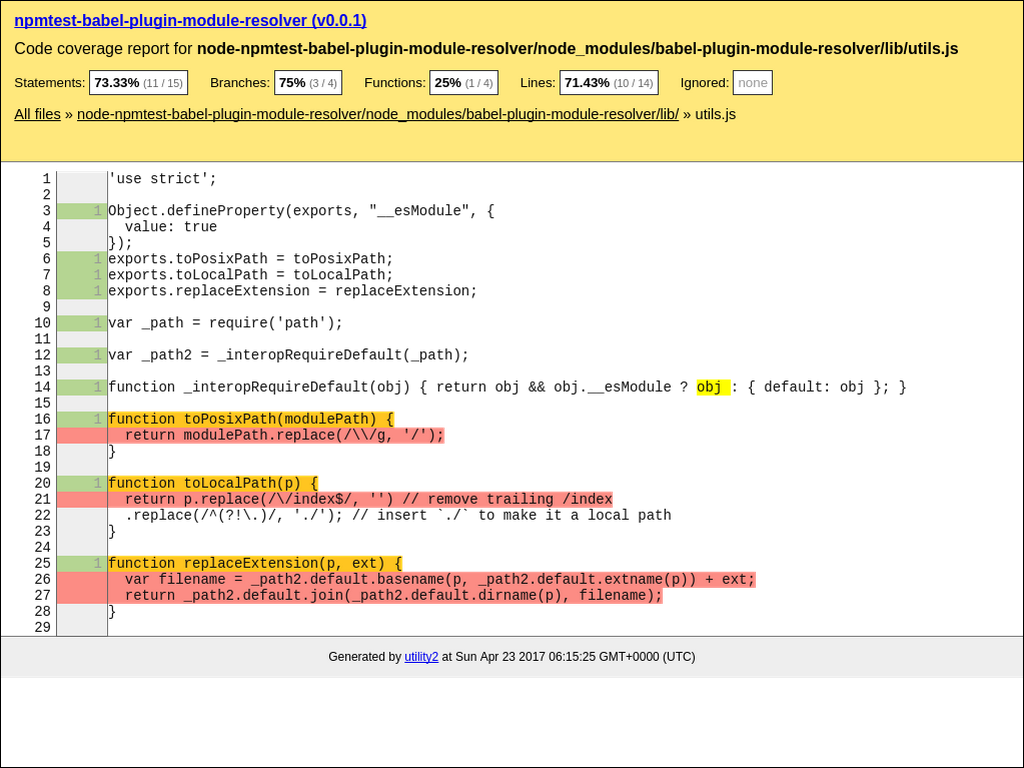 npmtest-babel-plugin-module-resolver (v0.0.1)
Code coverage report for node-npmtest-babel-plugin-module-resolver/node_modules/babel-plugin-module-resolver/lib/utils.js
Statements: 73.33% (11 / 15) Branches: 75% (3 / 4) Functions: 25% (1 / 4) Lines: 71.43% (10 / 14) Ignored: none
All files » node-npmtest-babel-plugin-module-resolver/node_modules/babel-plugin-module-resolver/lib/ » utils.js
1 'use strict';
2
3 1 Object.defineProperty(exports, "__esModule", {
4   value: true
5 });
6 1 exports.toPosixPath = toPosixPath;
7 1 exports.toLocalPath = toLocalPath;
8 1 exports.replaceExtension = replaceExtension;
9
10 1 var _path = require('path');
11
12 1 var _path2 = _interopRequireDefault(_path);
13
14 1 function _interopRequireDefault(obj) { return obj && obj.__esModule ? obj : { default: obj }; }
15
16 1 function toPosixPath(modulePath) {
17   return modulePath.replace(/\\/g, '/');
18 }
19
20 1 function toLocalPath(p) {
21   return p.replace(/\/index$/, '') // remove trailing /index
22   .replace(/^(?!\.)/, './'); // insert `./` to make it a local path
23 }
24
25 1 function replaceExtension(p, ext) {
26   var filename = _path2.default.basename(p, _path2.default.extname(p)) + ext;
27   return _path2.default.join(_path2.default.dirname(p), filename);
28 }
29
Generated by utility2 at Sun Apr 23 2017 06:15:25 GMT+0000 (UTC)